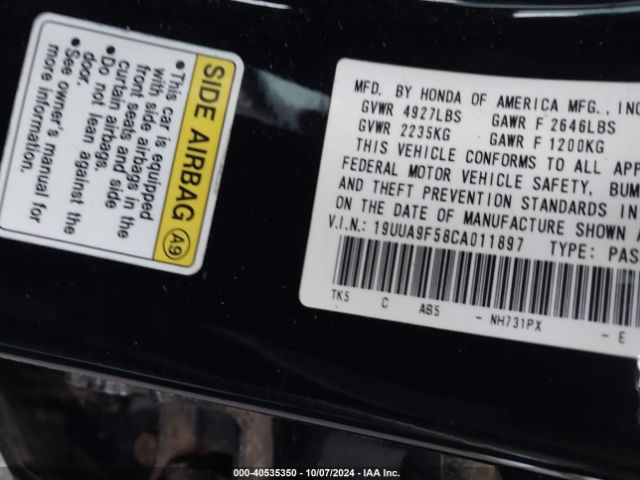 SIDE AIRBAG A9
• This car is equipped
with side airbags in the
front seats and side
curtain airbags.
• Do not lean against the
door.
• See owner's manual for
more information.
MFD. BY HONDA OF AMERICA MFG., INC
GVWR 4927LBS GAWR F 2646LBS
GVWR 2235KG GAWR F 1200KG
THIS VEHICLE CONFORMS TO ALL APP
FEDERAL MOTOR VEHICLE SAFETY, BUM
AND THEFT PREVENTION STANDARDS IN
ON THE DATE OF MANUFACTURE SHOWN A
V.I.N.: 19UUA9F58CA011897 TYPE: PAS
TK5 C AB5 - NH731PX - E
000-40535350 | 10/07/2024 - IAA Inc.